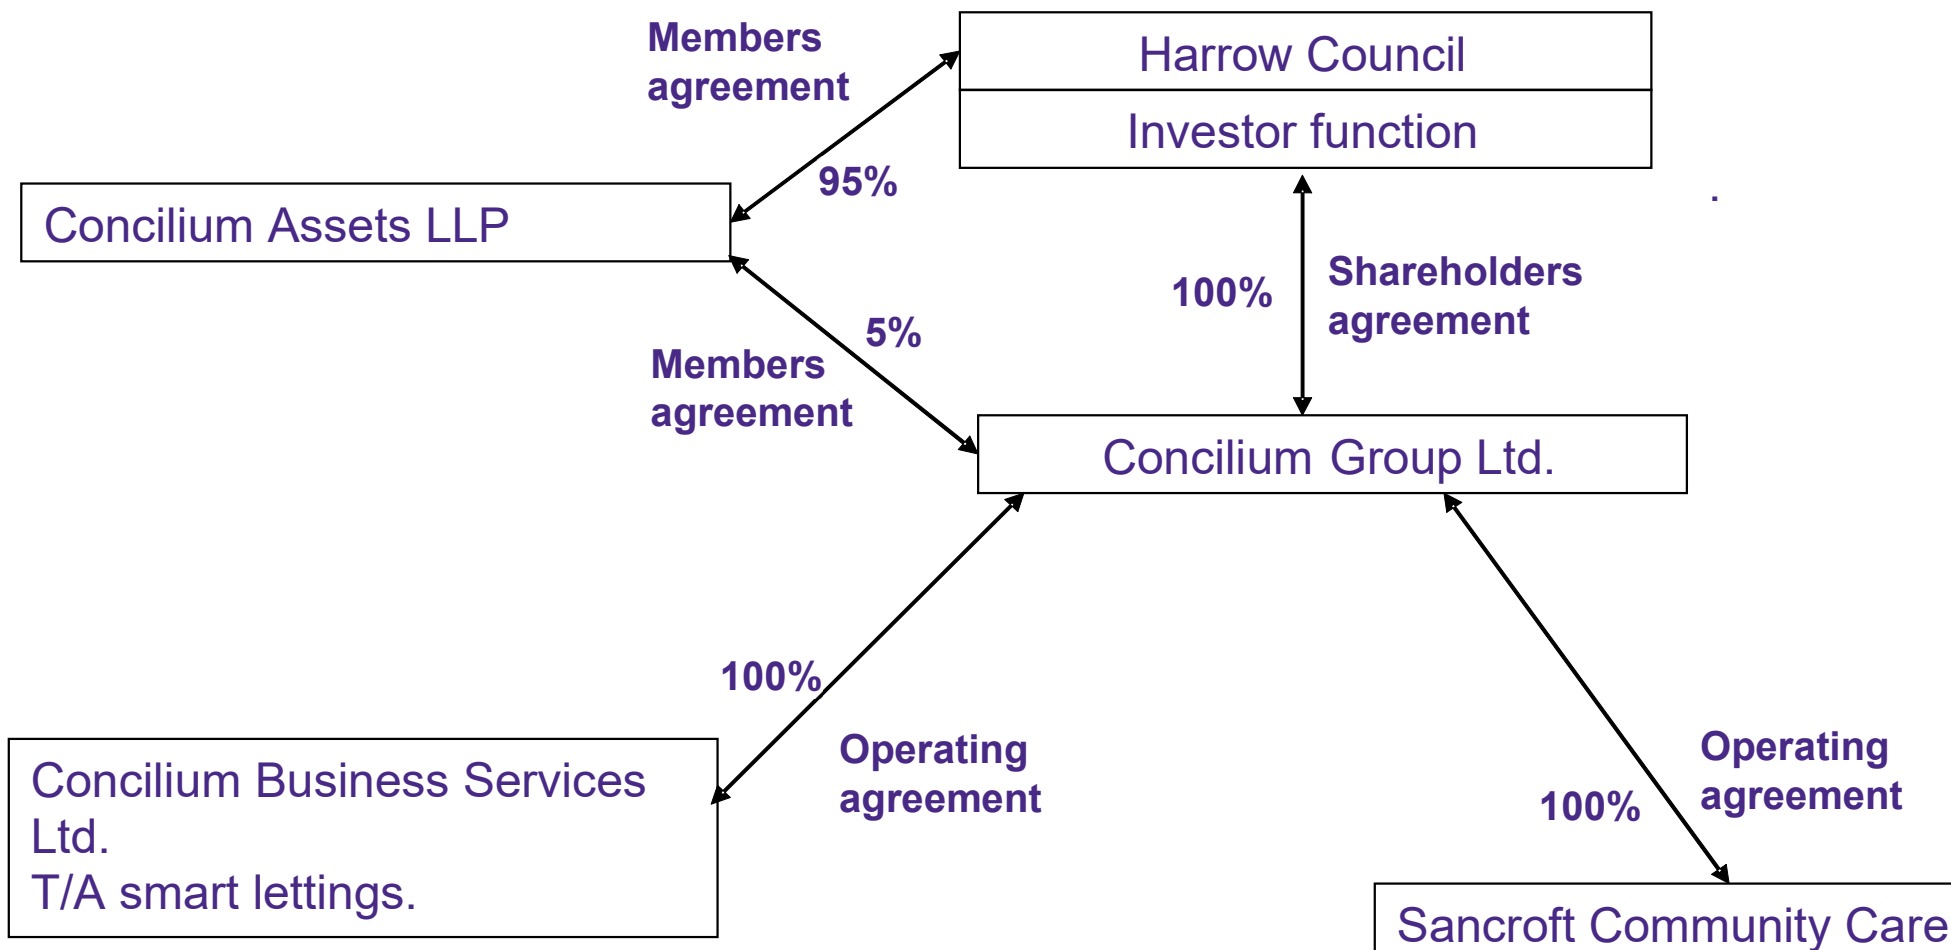 Members
agreement
Harrow Council
Investor function
95%
.
Concilium Assets LLP
100%
Shareholders
agreement
5%
Members
agreement
Concilium Group Ltd.
100%
Operating
agreement
Operating
agreement
100%
Concilium Business Services
Ltd.
T/A smart lettings.
Sancroft Community Care